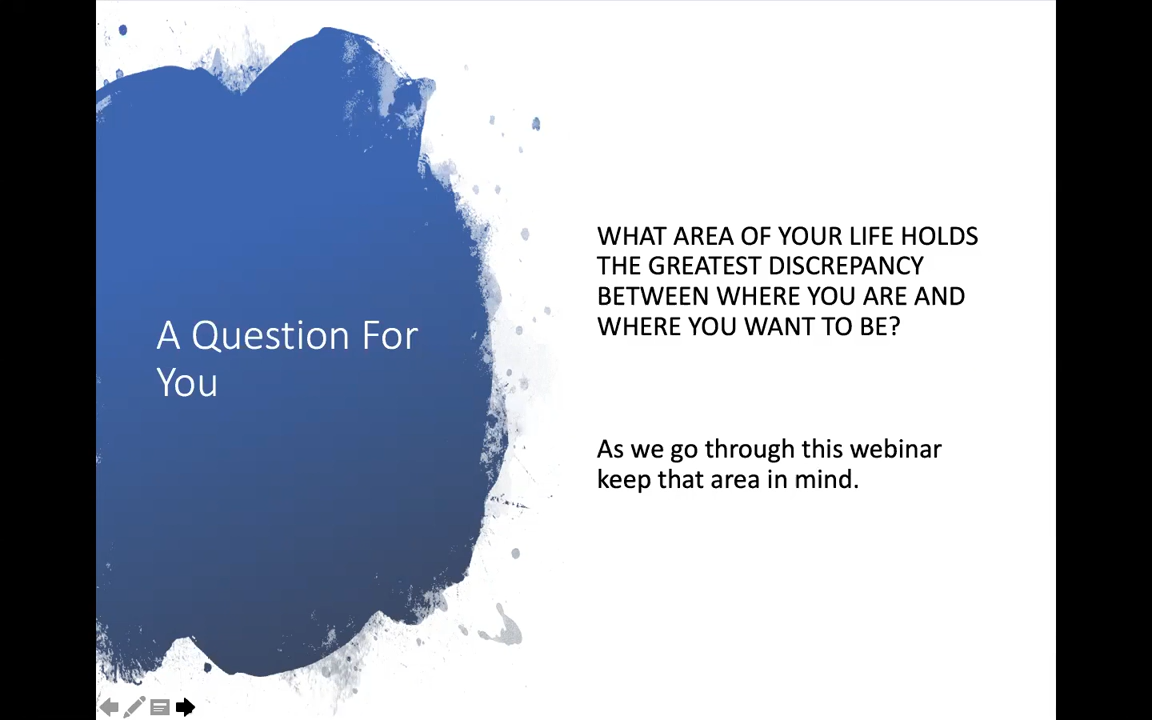 A Question For
You
WHAT AREA OF YOUR LIFE HOLDS
THE GREATEST DISCREPANCY
BETWEEN WHERE YOU ARE AND
WHERE YOU WANT TO BE?
As we go through this webinar
keep that area in mind.